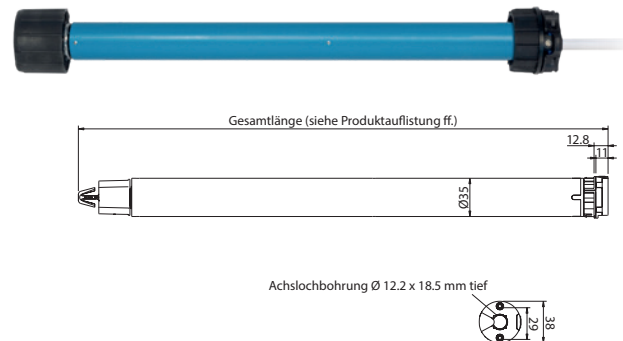 Gesamtlänge (siehe Produktauflistung ff.)
12.8
11
Ø35
Achslochbohrung Ø 12.2 x 18.5 mm tief
29
38